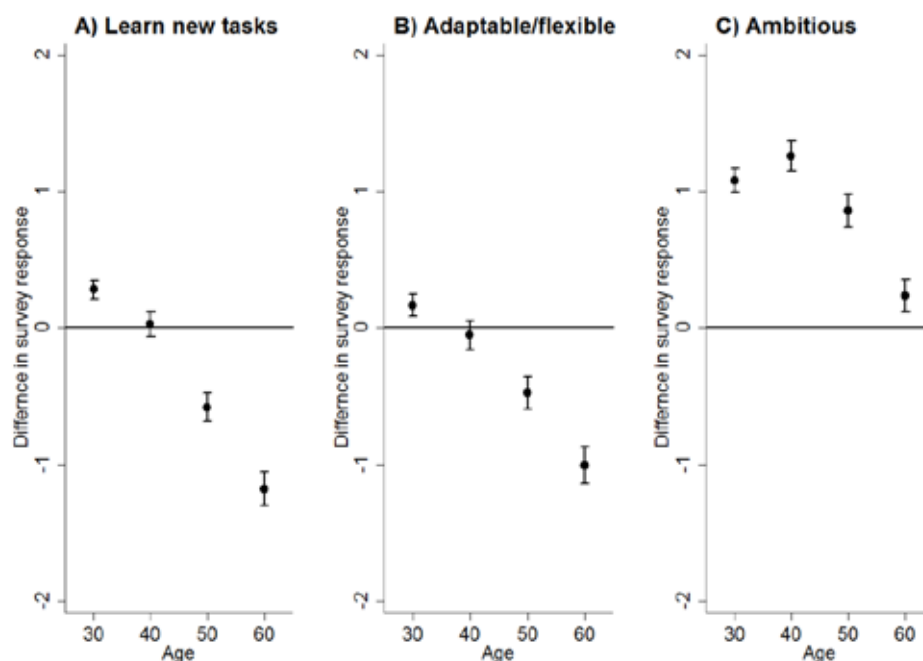 A) Learn new tasks
Differnce in survey response
2
1
0
-1
-2
30 40 50 60
Age
B) Adaptable/flexible
Differnce in survey response
2
1
0
-1
-2
30 40 50 60
Age
C) Ambitious
Differnce in survey response
2
1
0
-1
-2
30 40 50 60
Age